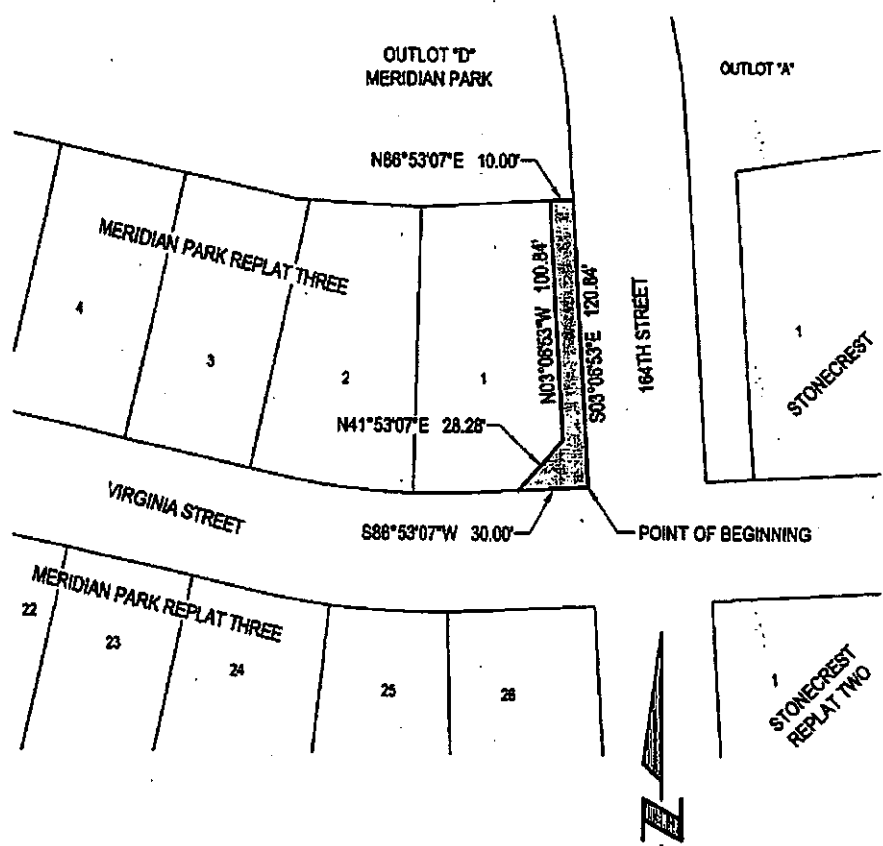 OUTLOT "D"
MERIDIAN PARK
OUTLOT "A"
N86°53'07"E 10.00'
MERIDIAN PARK REPLAT THREE
4
3
2
1
N03°06'53"W 100.84'
S03°06'53"E 120.84'
164TH STREET
1
STONECREST
N41°53'07"E 28.28'
VIRGINIA STREET
S86°53'07"W 30.00'
POINT OF BEGINNING
MERIDIAN PARK REPLAT THREE
22
23
24
25
26
1
STONECREST
REPLAT TWO
N